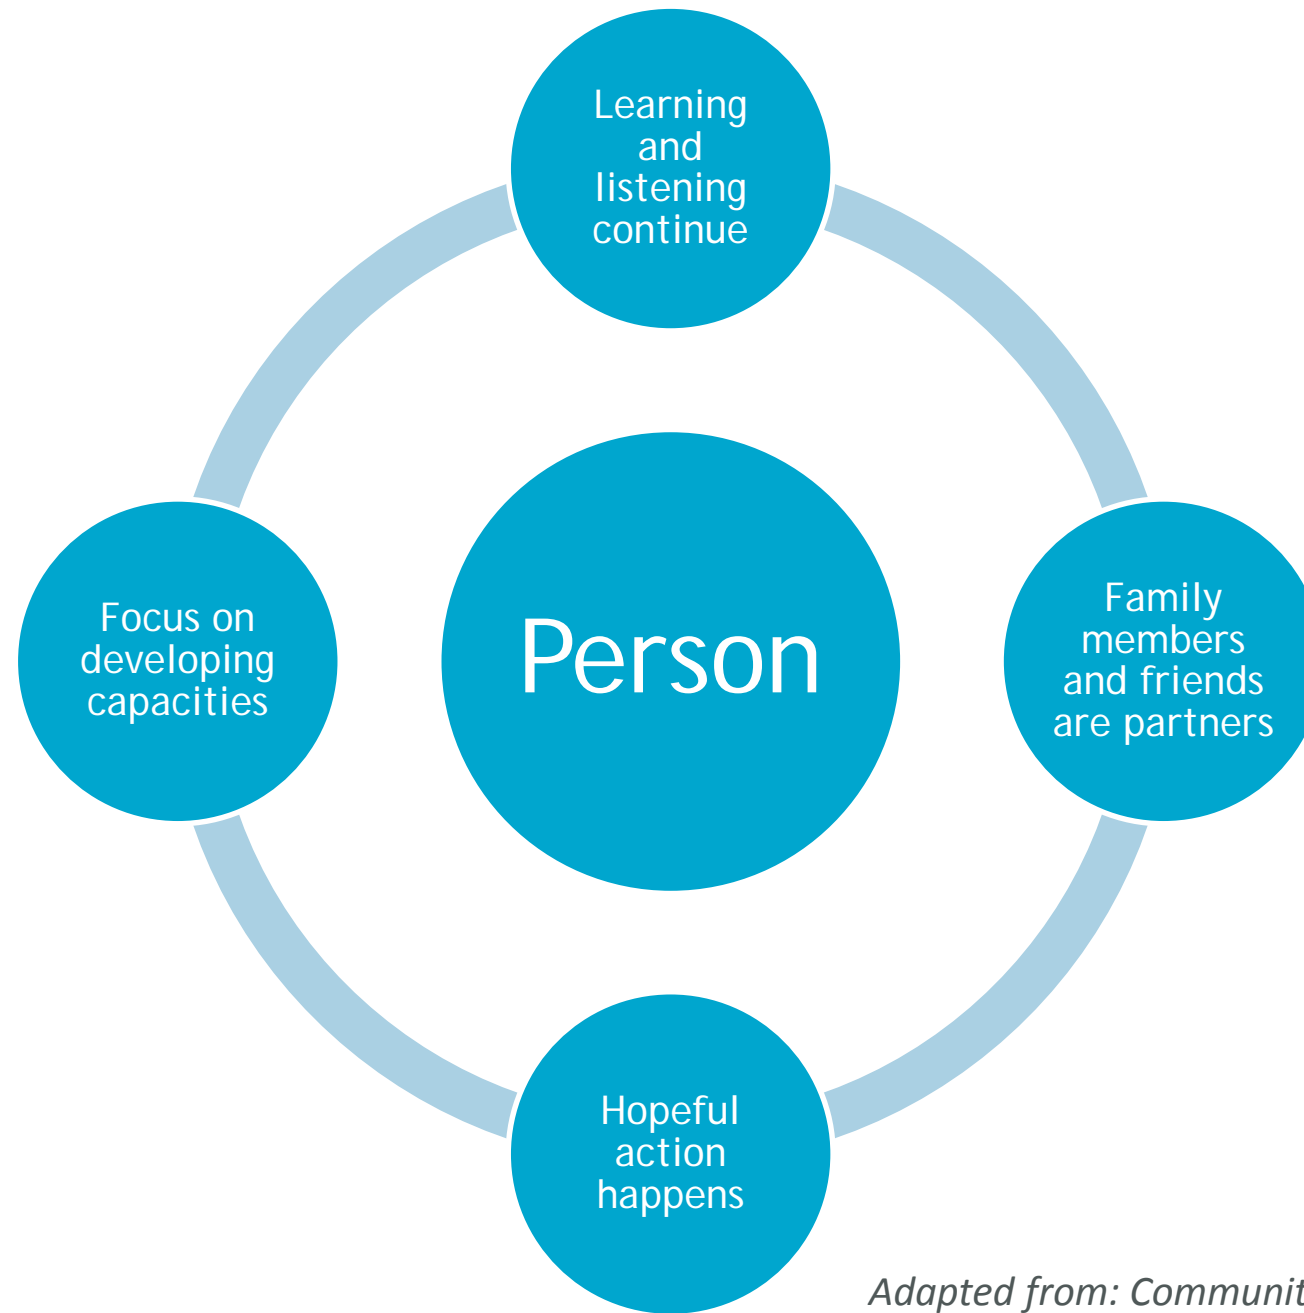 Learning
and
listening
continue
Focus on
developing
capacities
Person
Family
members
and friends
are partners
Hopeful
action
happens
Adapted from: